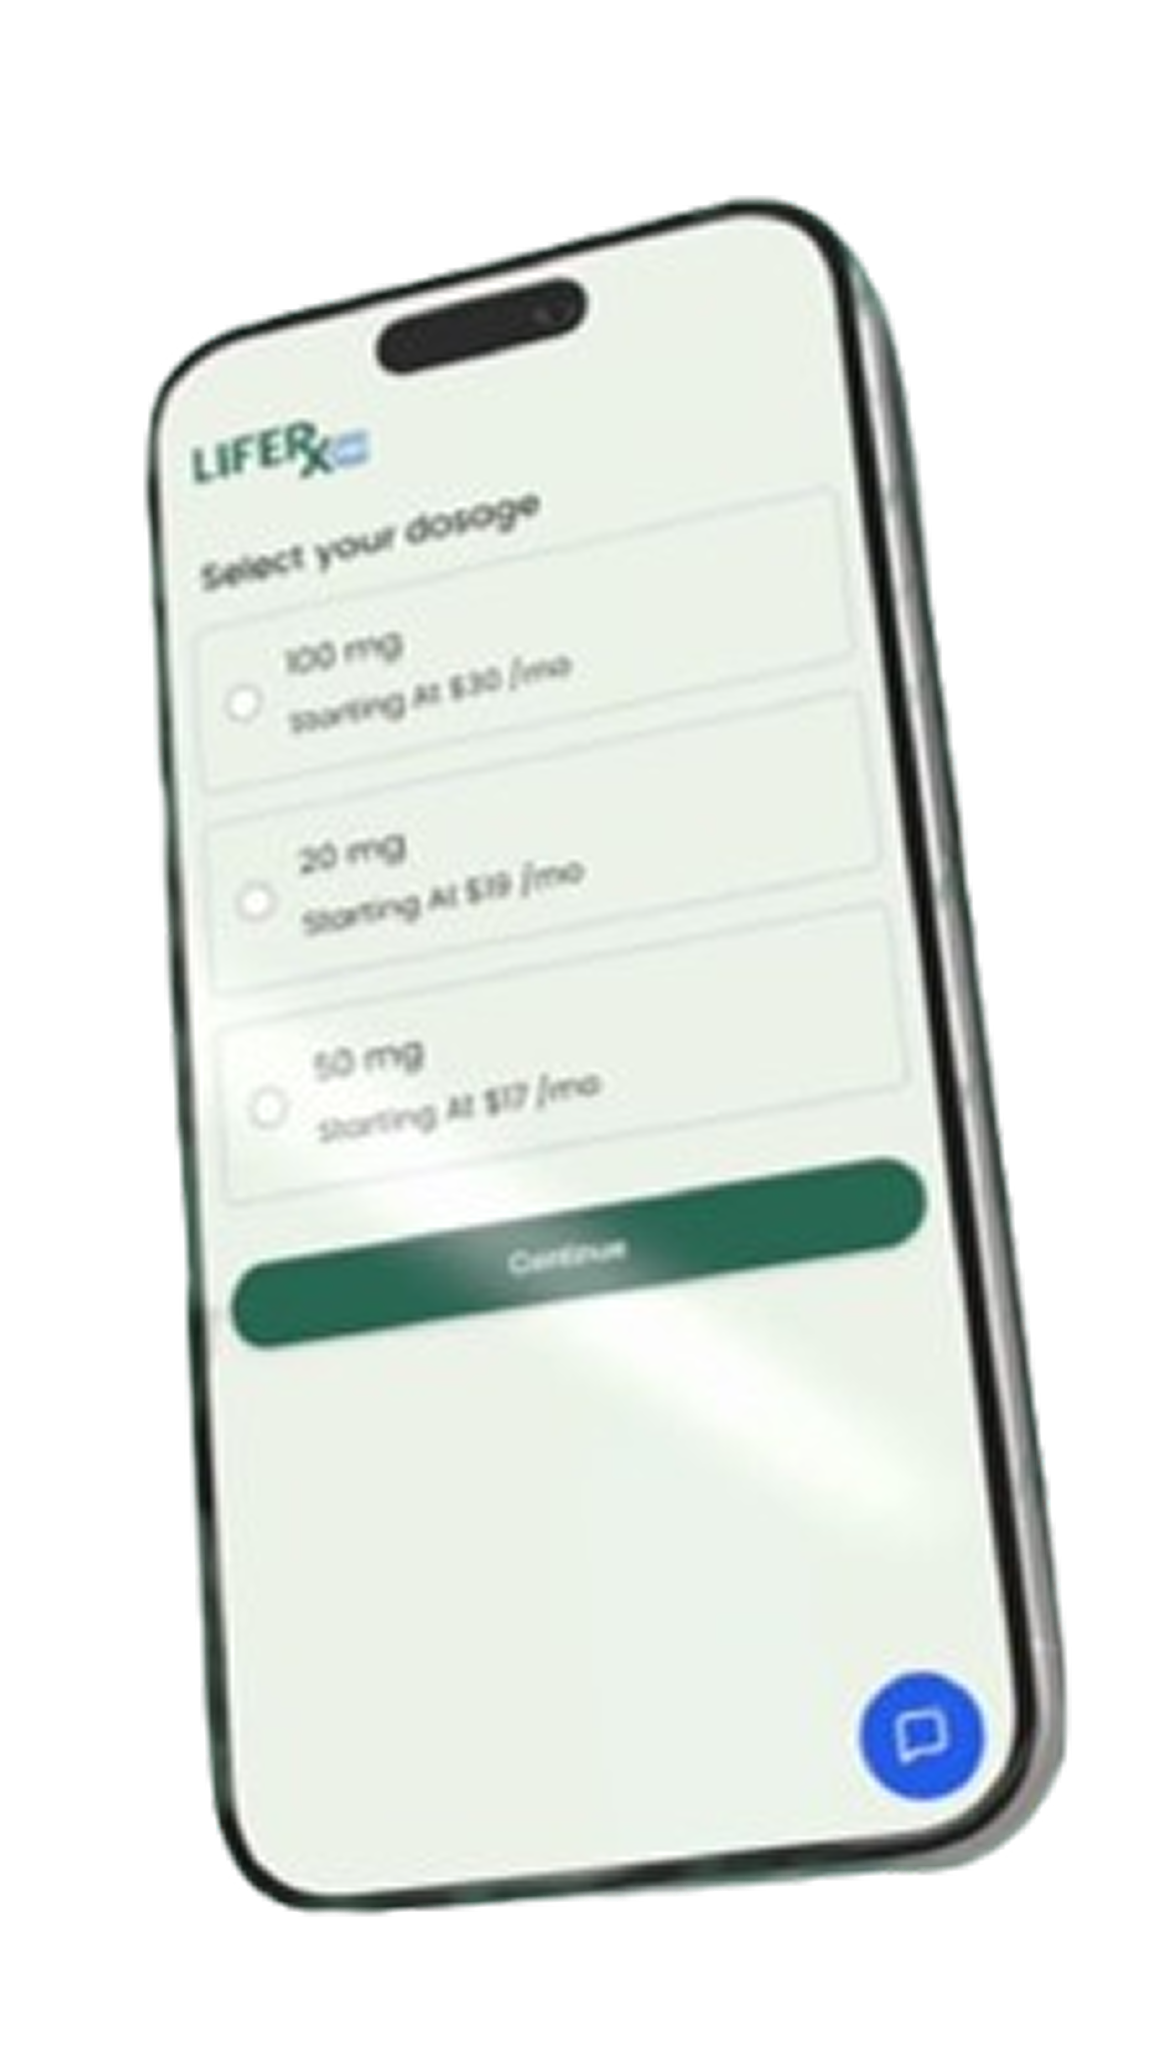 LIFERX
Select your dosage
100 mg
Starting At $30 /mo
20 mg
Starting At $19 /mo
50 mg
Starting At $17 /mo
Continue